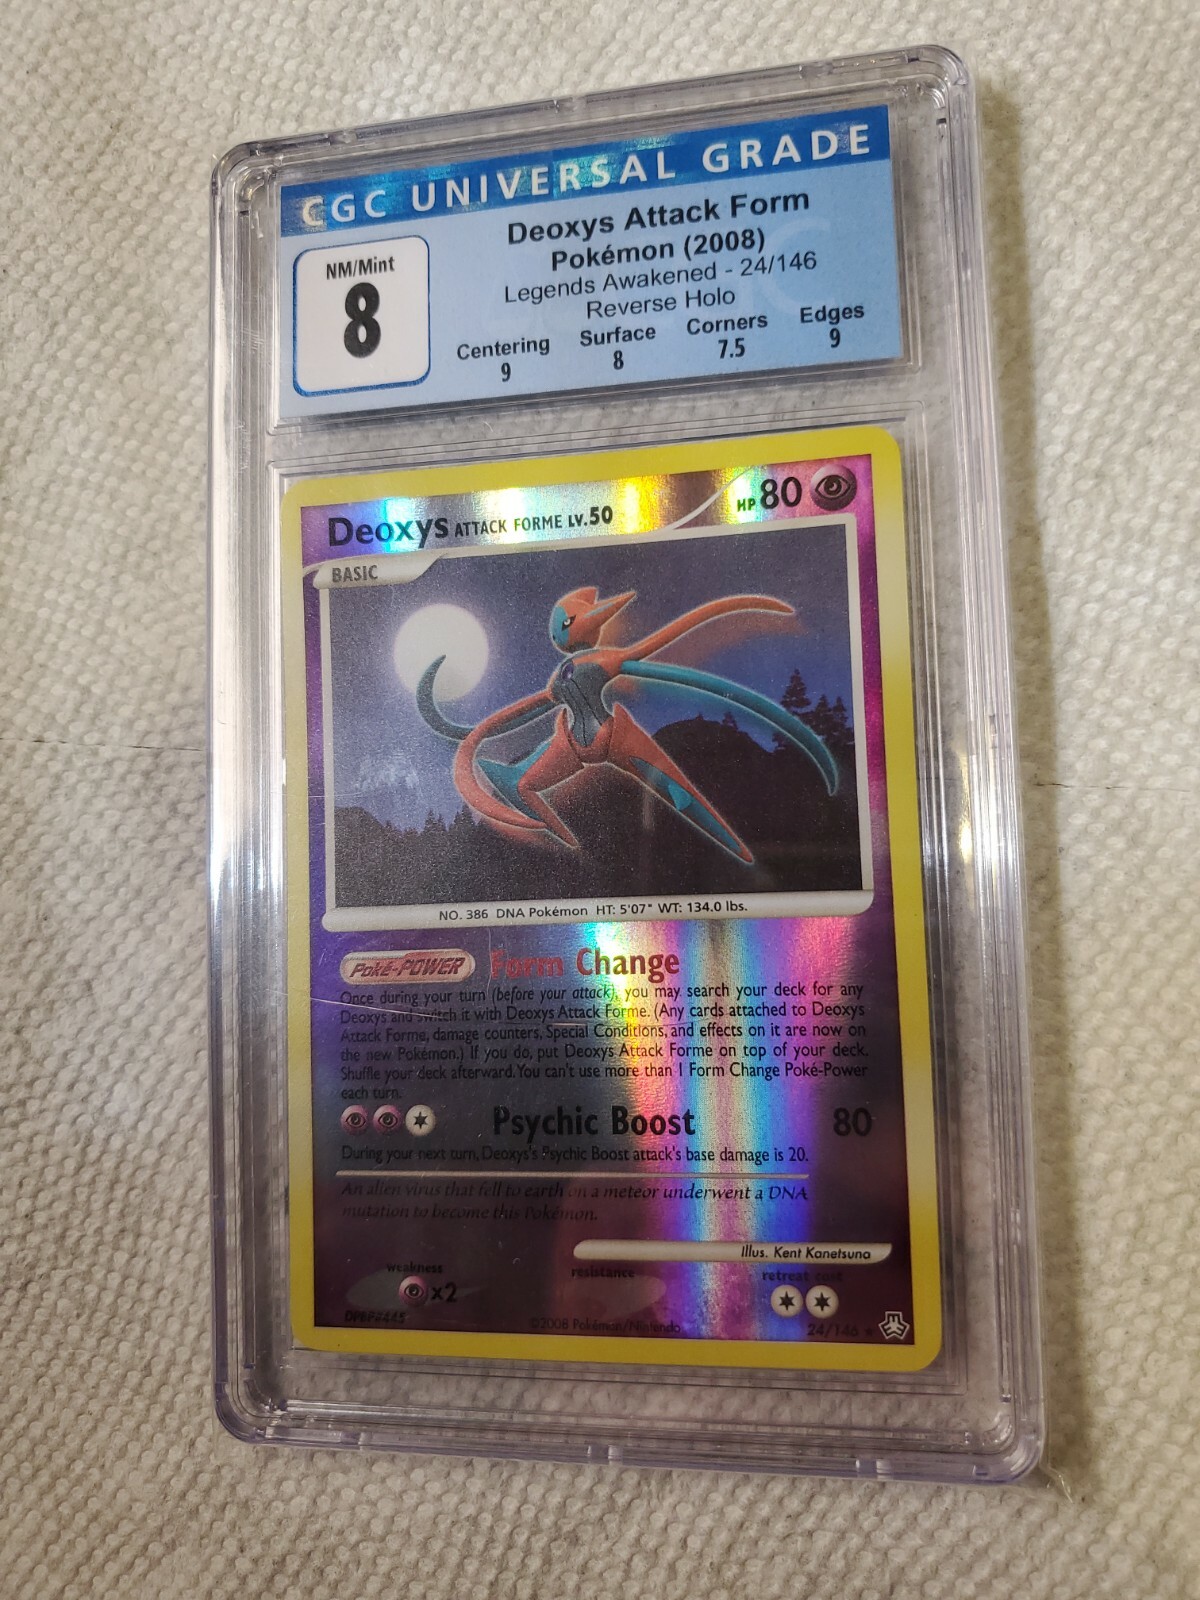 CGC UNIVERSAL GRADE
NM/Mint
8
Deoxys Attack Form
Pokémon (2008)
Legends Awakened - 24/146
Reverse Holo
Centering Surface Corners Edges
9 8 7.5 9
Deoxys ATTACK FORME LV.50 HP 80
BASIC
NO. 386 DNA Pokémon HT: 5'07" WT: 134.0 lbs.
Poké-POWER Form Change
Once during your turn (before your attack), you may search your deck for any
Deoxys and switch it with Deoxys Attack Forme. (Any cards attached to Deoxys
Attack Forme, damage counters, Special Conditions, and effects on it are now on
the new Pokémon.) If you do, put Deoxys Attack Forme on top of your deck.
Shuffle your deck afterward. You can't use more than 1 Form Change Poké-Power
each turn.
Psychic Boost 80
During your next turn, Deoxys's Psychic Boost attack's base damage is 20.
An alien virus that fell to earth on a meteor underwent a DNA
mutation to become this Pokémon.
Illus. Kent Kanetsuna
weakness resistance retreat cost
x2
DPBP#445 ©2008 Pokémon/Nintendo 24/146